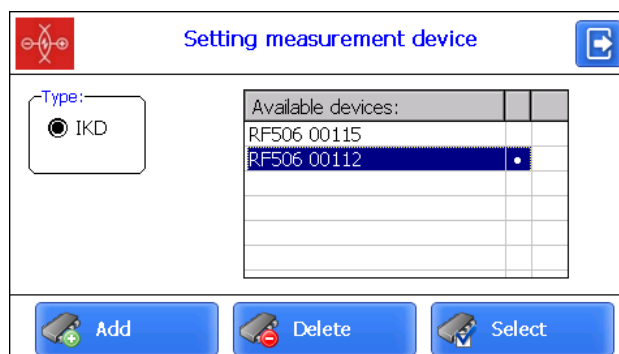 Setting measurement device
Type:
IKD
Available devices:
RF506 00115
RF506 00112
Add
Delete
Select